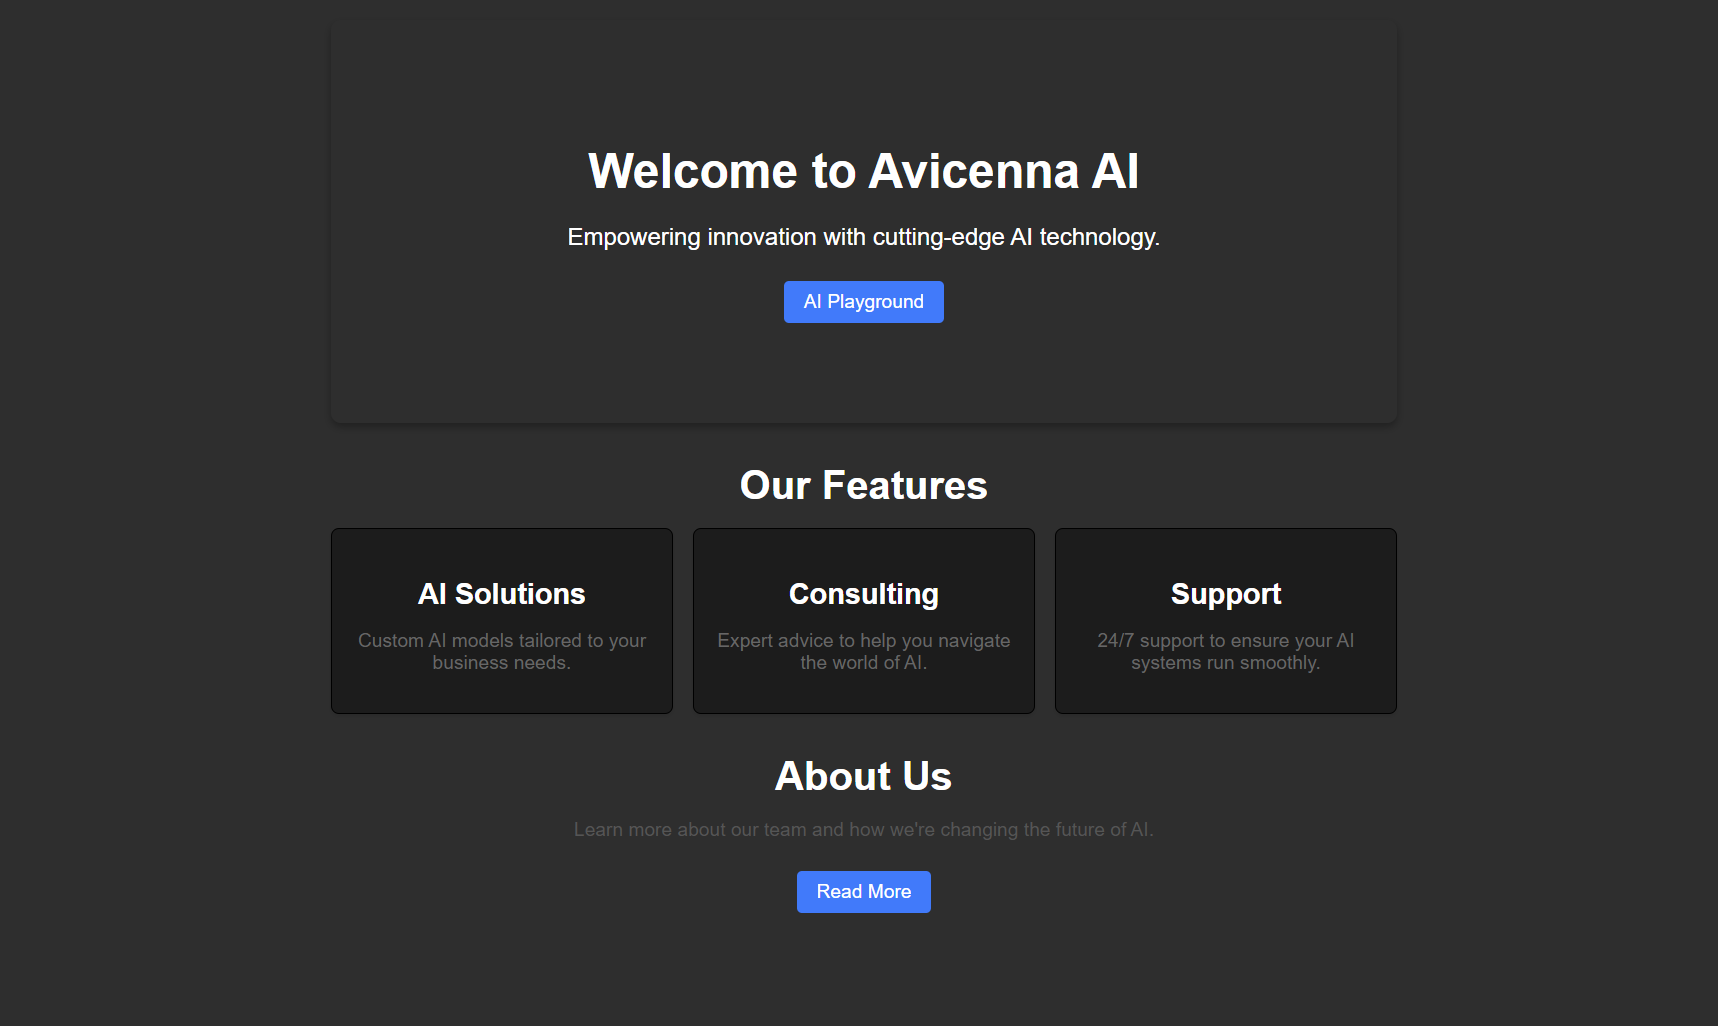 Welcome to Avicenna AI
Empowering innovation with cutting-edge AI technology.
AI Playground
Our Features
AI Solutions
Custom AI models tailored to your
business needs.
Consulting
Expert advice to help you navigate
the world of AI.
Support
24/7 support to ensure your AI
systems run smoothly.
About Us
Learn more about our team and how we're changing the future of AI.
Read More